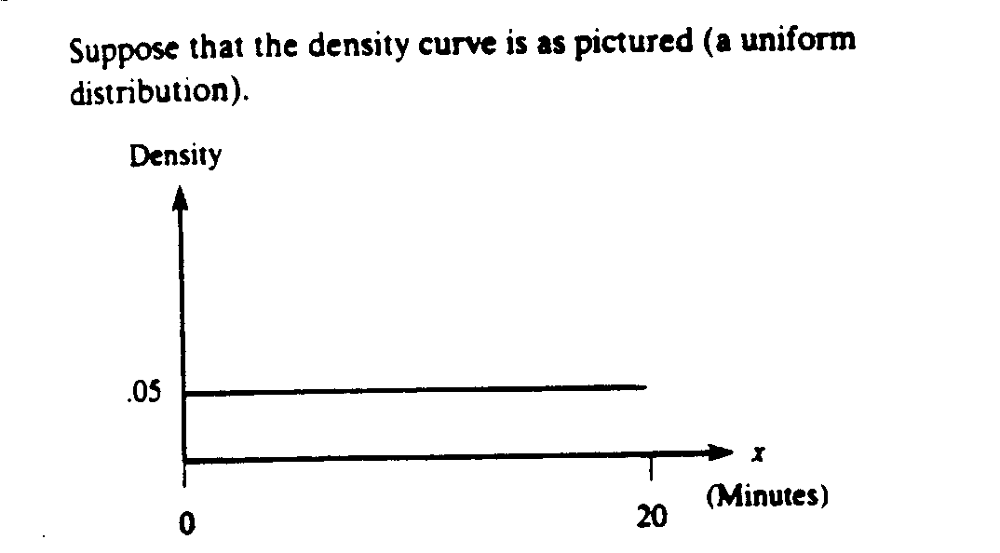 Suppose that the density curve is as pictured (a uniform
distribution).
Density
.05
x
(Minutes)
0
20